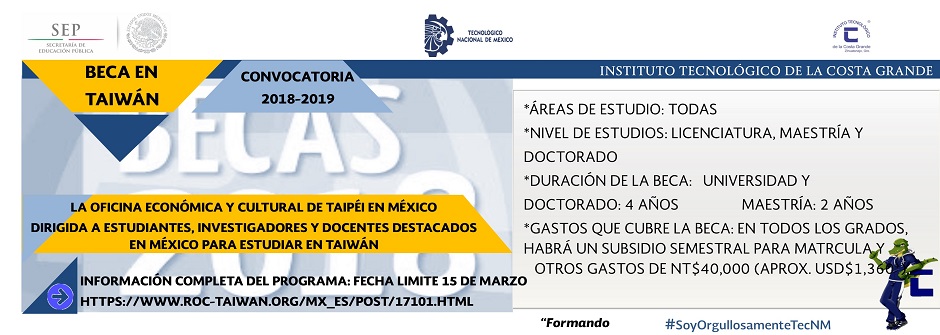 SEP
SECRETARÍA DE
EDUCACIÓN PÚBLICA
TECNOLÓGICO
NACIONAL DE MÉXICO
INSTITUTO TECNOLÓGICO
de la Costa Grande
BECA EN
TAIWÁN
CONVOCATORIA
2018-2019
INSTITUTO TECNOLÓGICO DE LA COSTA GRANDE
BECAS
2018
*ÁREAS DE ESTUDIO: TODAS
*NIVEL DE ESTUDIOS: LICENCIATURA, MAESTRÍA Y
DOCTORADO
*DURACIÓN DE LA BECA: UNIVERSIDAD Y
DOCTORADO: 4 AÑOS MAESTRÍA: 2 AÑOS
*GASTOS QUE CUBRE LA BECA: EN TODOS LOS GRADOS,
HABRÁ UN SUBSIDIO SEMESTRAL PARA MATRCULA Y
OTROS GASTOS DE NT$40,000 (APROX. USD$1,360
LA OFICINA ECONÓMICA Y CULTURAL DE TAIPÉI EN MÉXICO
DIRIGIDA A ESTUDIANTES, INVESTIGADORES Y DOCENTES DESTACADOS
EN MÉXICO PARA ESTUDIAR EN TAIWÁN
INFORMACIÓN COMPLETA DEL PROGRAMA: FECHA LIMITE 15 DE MARZO
HTTPS://WWW.ROC-TAIWAN.ORG/MX_ES/POST/17101.HTML
“Formando
#SoyOrgullosamenteTecNM